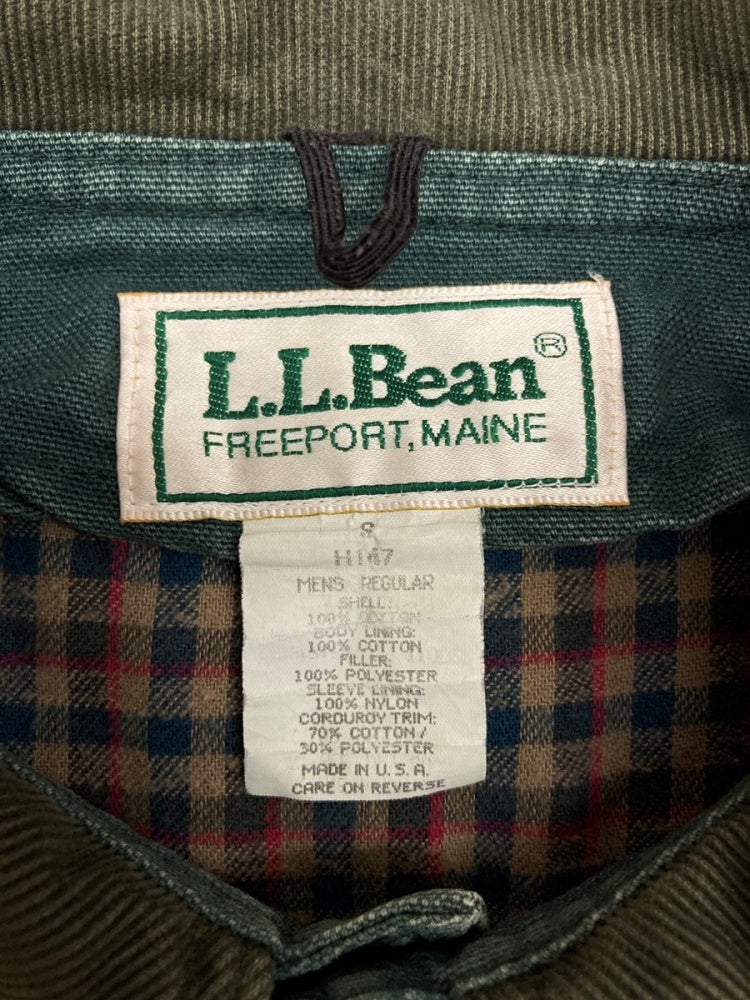 L.L.Bean®
FREEPORT, MAINE
S
H147
MENS REGULAR
SHELL:
100% COTTON
BODY LINING:
100% COTTON
FILLER:
100% POLYESTER
SLEEVE LINING:
100% NYLON
CORDUROY TRIM:
70% COTTON/
30% POLYESTER
MADE IN U.S.A.
CARE ON REVERSE